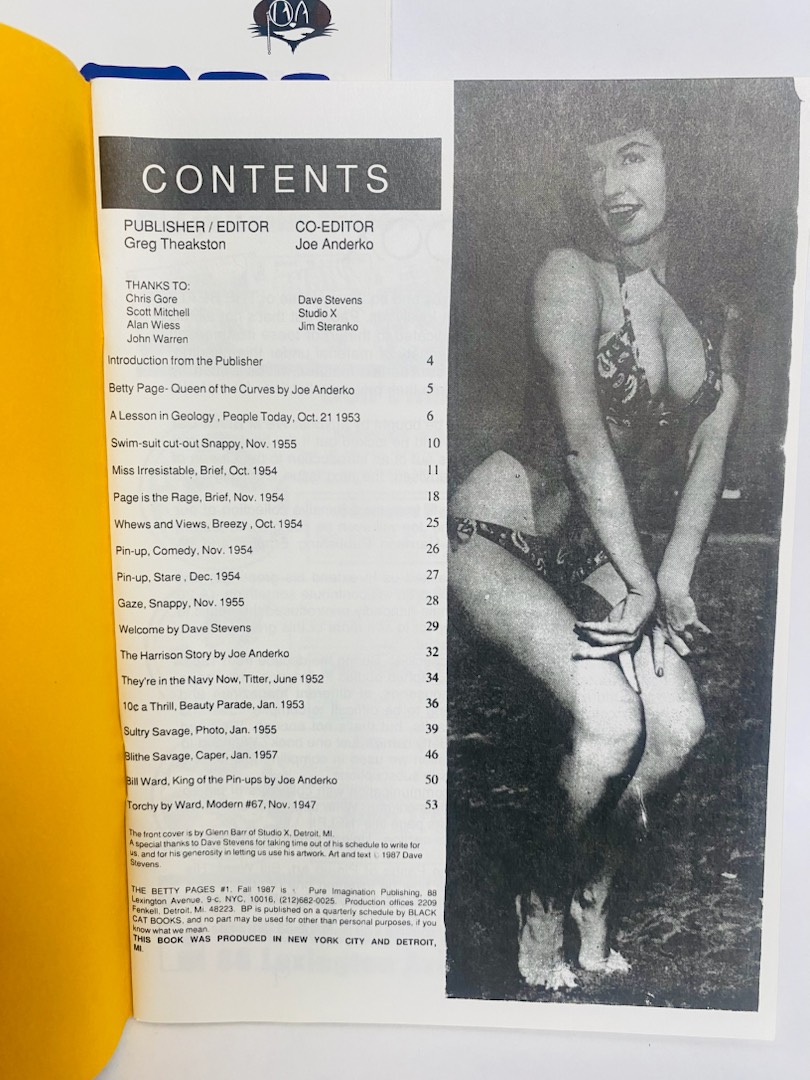 CONTENTS
PUBLISHER / EDITOR CO-EDITOR
Greg Theakston Joe Anderko
THANKS TO:
Chris Gore Dave Stevens
Scott Mitchell Studio X
Alan Wiess Jim Steranko
John Warren
Introduction from the Publisher 4
Betty Page- Queen of the Curves by Joe Anderko 5
A Lesson in Geology , People Today, Oct. 21 1953 6
Swim-suit cut-out Snappy, Nov. 1955 10
Miss Irresistable, Brief, Oct. 1954 11
Page is the Rage, Brief, Nov. 1954 18
Whews and Views, Breezy , Oct. 1954 25
Pin-up, Comedy, Nov. 1954 26
Pin-up, Stare , Dec. 1954 27
Gaze, Snappy, Nov. 1955 28
Welcome by Dave Stevens 29
The Harrison Story by Joe Anderko 32
They're in the Navy Now, Titter, June 1952 34
10¢ a Thrill, Beauty Parade, Jan. 1953 36
Sultry Savage, Photo, Jan. 1955 39
Blithe Savage, Caper, Jan. 1957 46
Bill Ward, King of the Pin-ups by Joe Anderko 50
Torchy by Ward, Modern #67, Nov. 1947 53
The front cover is by Glenn Barr of Studio X, Detroit, MI.
A special thanks to Dave Stevens for taking time out of his schedule to write for
us, and for his generosity in letting us use his artwork. Art and text © 1987 Dave
Stevens.
THE BETTY PAGES #1, Fall 1987 is Pure Imagination Publishing, 88
Lexington Avenue, 9-c, NYC, 10016, (212)682-0025. Production offices 2209
Fenkell, Detroit, MI. 48223. BP is published on a quarterly schedule by BLACK
CAT BOOKS, and no part may be used for other than personal purposes, if you
know what we mean.
THIS BOOK WAS PRODUCED IN NEW YORK CITY AND DETROIT,
MI.